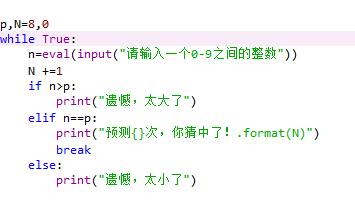 p,N=8,0
while True:
    n=eval(input("请输入一个0-9之间的整数"))
    N +=1
    if n>p:
        print("遗憾，太大了")
    elif n==p:
        print("预测{}次，你猜中了！.format(N)")
        break
    else:
        print("遗憾，太小了")